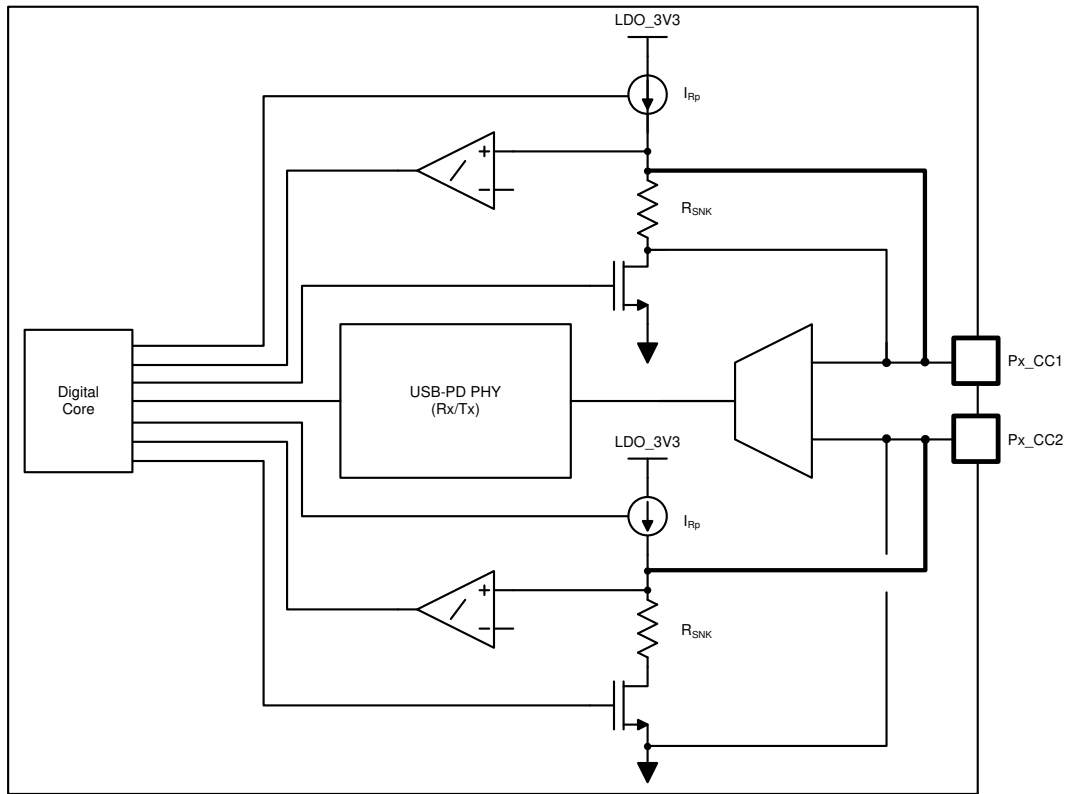 LDO_3V3
I_Rp
+
−
R_SNK
Digital
Core
USB-PD PHY
(Rx/Tx)
Px_CC1
Px_CC2
LDO_3V3
I_Rp
+
−
R_SNK